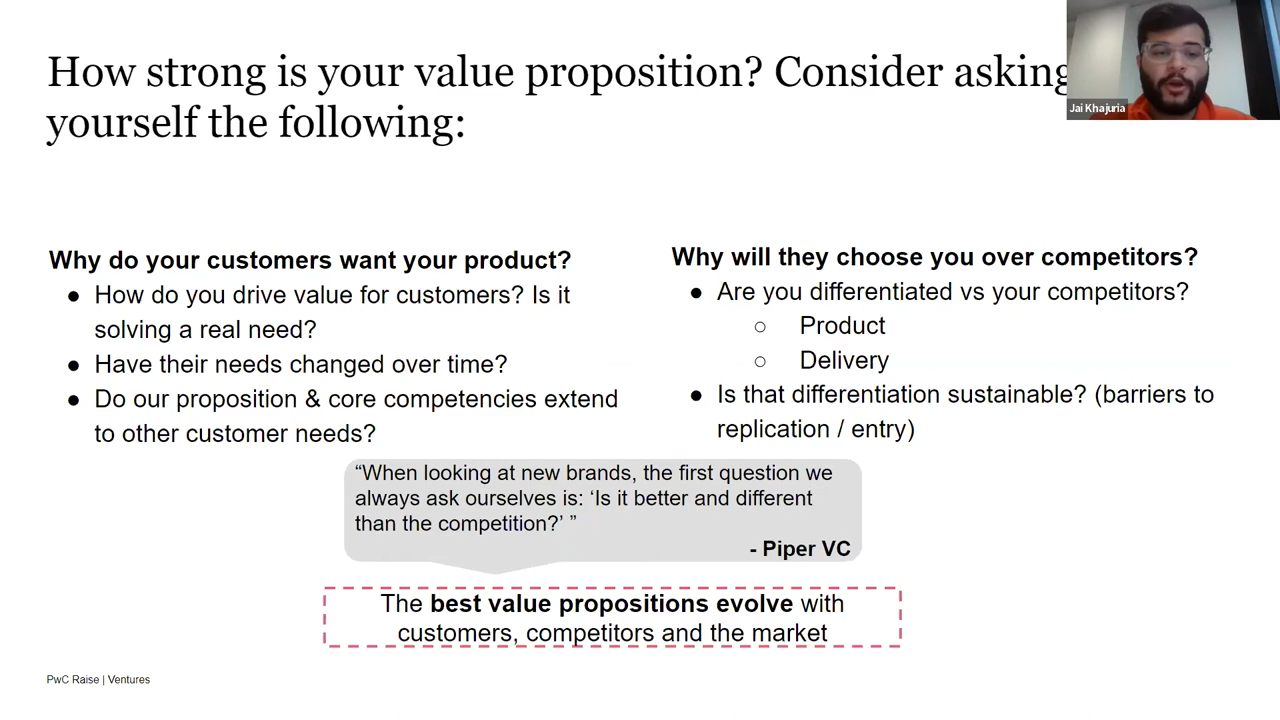 How strong is your value proposition? Consider asking
yourself the following:
Jai Khajuria
Why do your customers want your product?
● How do you drive value for customers? Is it
solving a real need?
● Have their needs changed over time?
● Do our proposition & core competencies extend
to other customer needs?
Why will they choose you over competitors?
● Are you differentiated vs your competitors?
○ Product
○ Delivery
● Is that differentiation sustainable? (barriers to
replication / entry)
“When looking at new brands, the first question we
always ask ourselves is: ‘Is it better and different
than the competition?’ ”
- Piper VC
The best value propositions evolve with
customers, competitors and the market
PwC Raise | Ventures